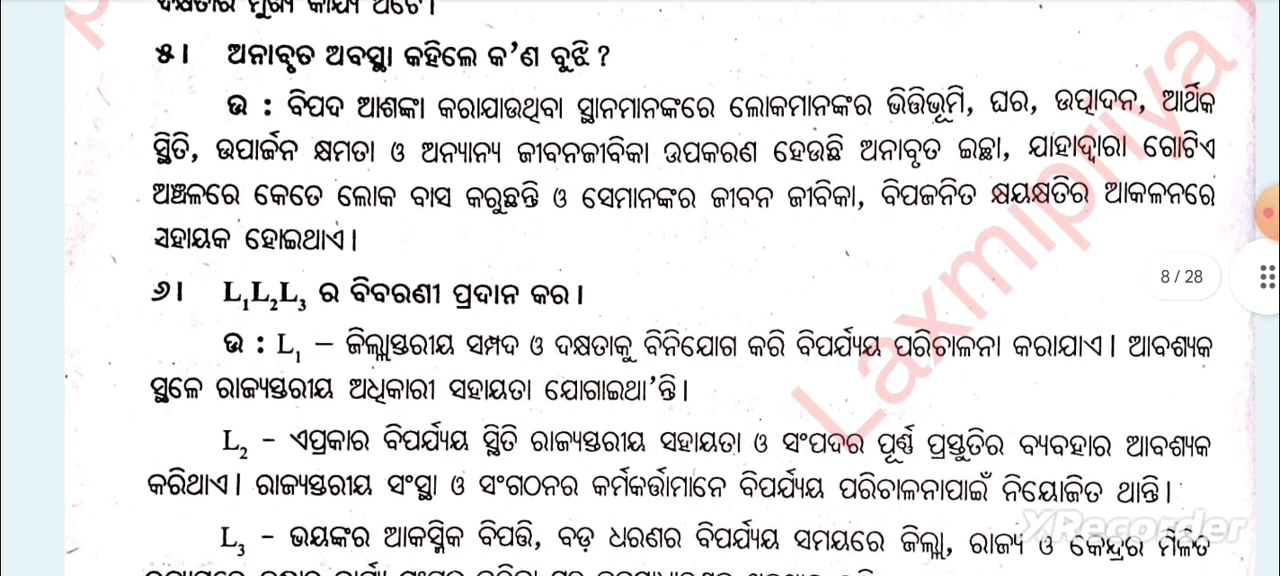 ଦକ୍ଷତାର ମୁଖ୍ୟ କାର୍ଯ୍ୟ ଅଟେ।
୫। ଅନାବୃତ ଅବସ୍ଥା କହିଲେ କ'ଣ ବୁଝି ?
ଉ : ବିପଦ ଆଶଙ୍କା କରାଯାଉଥିବା ସ୍ଥାନମାନଙ୍କରେ ଲୋକମାନଙ୍କର ଭିତ୍ତିଭୂମି, ଘର, ଉତ୍ପାଦନ, ଆର୍ଥିକ
ସ୍ଥିତି, ଉପାର୍ଜନ କ୍ଷମତା ଓ ଅନ୍ୟାନ୍ୟ ଜୀବନଜୀବିକା ଉପକରଣ ହେଉଛି ଅନାବୃତ ଇଚ୍ଛା, ଯାହାଦ୍ୱାରା ଗୋଟିଏ
ଅଞ୍ଚଳରେ କେତେ ଲୋକ ବାସ କରୁଛନ୍ତି ଓ ସେମାନଙ୍କର ଜୀବନ ଜୀବିକା, ବିପଜନିତ କ୍ଷୟକ୍ଷତିର ଆକଳନରେ
ସହାୟକ ହୋଇଥାଏ।
୬। L₁L₂L₃ ର ବିବରଣୀ ପ୍ରଦାନ କର।
ଉ : L₁ – ଜିଲ୍ଲାସ୍ତରୀୟ ସମ୍ପଦ ଓ ଦକ୍ଷତାକୁ ବିନିଯୋଗ କରି ବିପର୍ଯ୍ୟୟ ପରିଚାଳନା କରାଯାଏ। ଆବଶ୍ୟକ
ସ୍ଥଳେ ରାଜ୍ୟସ୍ତରୀୟ ଅଧିକାରୀ ସହାୟତା ଯୋଗାଇଥା'ନ୍ତି।
L₂ - ଏପ୍ରକାର ବିପର୍ଯ୍ୟୟ ସ୍ଥିତି ରାଜ୍ୟସ୍ତରୀୟ ସହାୟତା ଓ ସଂପଦର ପୂର୍ଣ୍ଣ ପ୍ରସ୍ତୁତିର ବ୍ୟବହାର ଆବଶ୍ୟକ
କରିଥାଏ। ରାଜ୍ୟସ୍ତରୀୟ ସଂସ୍ଥା ଓ ସଂଗଠନର କର୍ମକର୍ତ୍ତାମାନେ ବିପର୍ଯ୍ୟୟ ପରିଚାଳନାପାଇଁ ନିୟୋଜିତ ଥାନ୍ତି।
L₃ - ଭୟଙ୍କର ଆକସ୍ମିକ ବିପତ୍ତି, ବଡ଼ ଧରଣର ବିପର୍ଯ୍ୟୟ ସମୟରେ ଜିଲ୍ଲା, ରାଜ୍ୟ ଓ କେନ୍ଦ୍ରର ମିଳିତ
Laxmipriya
8 / 28
XRecorder